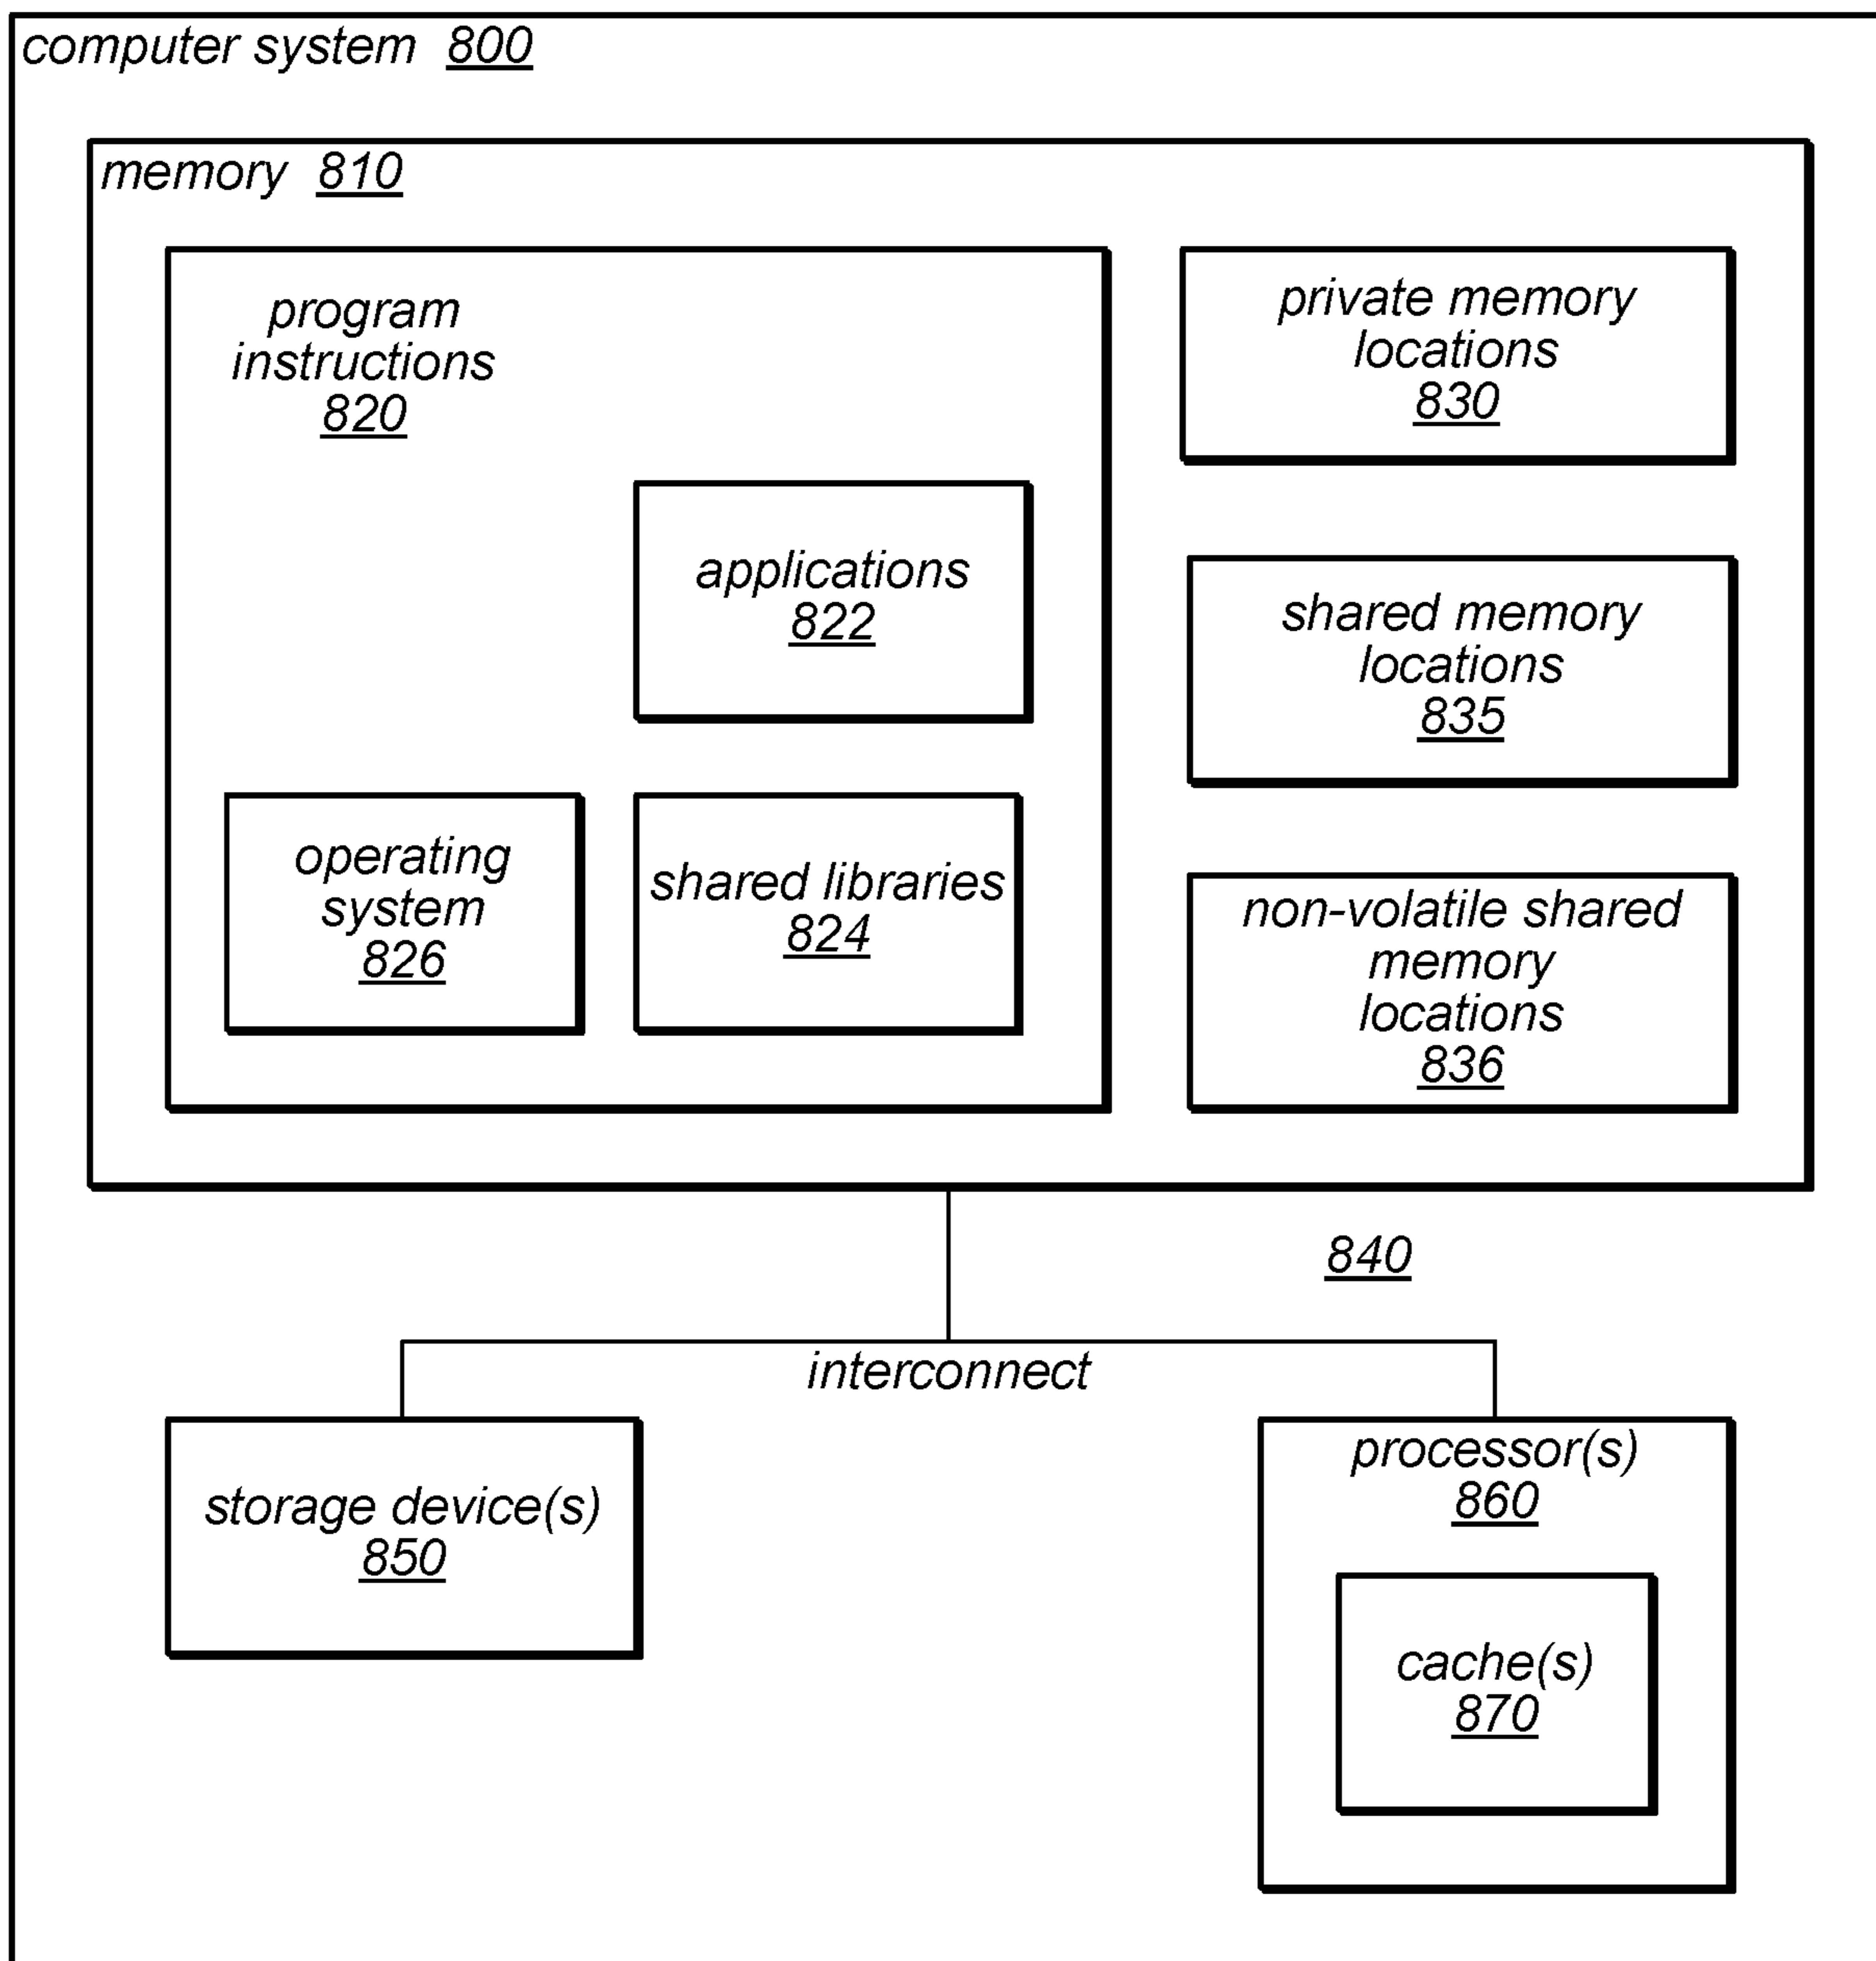 computer system 800
memory 810
program
instructions
820
applications
822
operating
system
826
shared libraries
824
private memory
locations
830
shared memory
locations
835
non-volatile shared
memory
locations
836
840
interconnect
storage device(s)
850
processor(s)
860
cache(s)
870